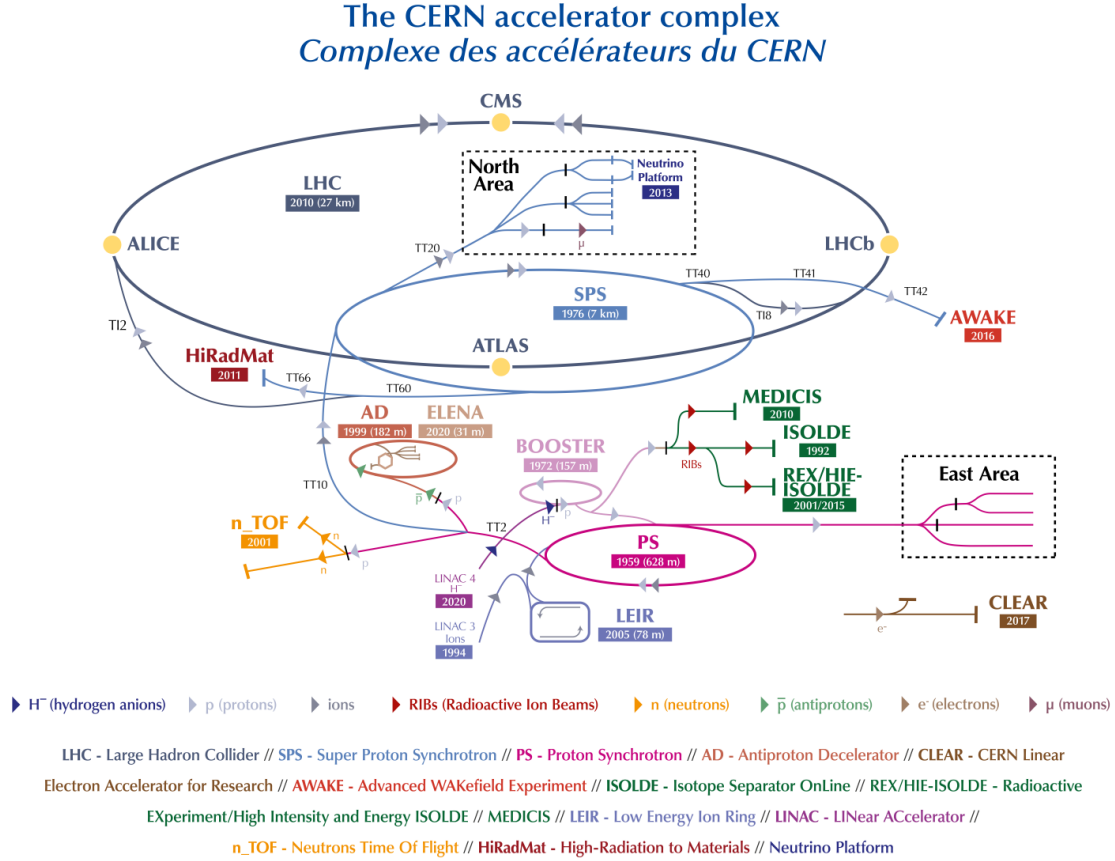 The CERN accelerator complex
Complexe des accélérateurs du CERN
CMS
North
Area
Neutrino
Platform
2013
LHC
2010 (27 km)
μ
ALICE
LHCb
TT20
TT40
TT41
TT42
SPS
1976 (7 km)
TI8
AWAKE
2016
TI2
ATLAS
HiRadMat
2011
TT66
TT60
AD
1999 (182 m)
ELENA
2020 (31 m)
MEDICIS
2010
BOOSTER
1972 (157 m)
ISOLDE
1992
RIBs
REX/HIE-
ISOLDE
2001/2015
East Area
TT10
p̅
p
H⁻
p
TT2
n_TOF
2001
n
n
p
PS
1959 (628 m)
LINAC 4
H⁻
2020
LINAC 3
Ions
1994
LEIR
2005 (78 m)
CLEAR
2017
e⁻
H⁻ (hydrogen anions)
p (protons)
ions
RIBs (Radioactive Ion Beams)
n (neutrons)
p̅ (antiprotons)
e⁻ (electrons)
μ (muons)
LHC - Large Hadron Collider // SPS - Super Proton Synchrotron // PS - Proton Synchrotron // AD - Antiproton Decelerator // CLEAR - CERN Linear
Electron Accelerator for Research // AWAKE - Advanced WAKefield Experiment // ISOLDE - Isotope Separator OnLine // REX/HIE-ISOLDE - Radioactive
EXperiment/High Intensity and Energy ISOLDE // MEDICIS // LEIR - Low Energy Ion Ring // LINAC - LINear ACcelerator //
n_TOF - Neutrons Time Of Flight // HiRadMat - High-Radiation to Materials // Neutrino Platform